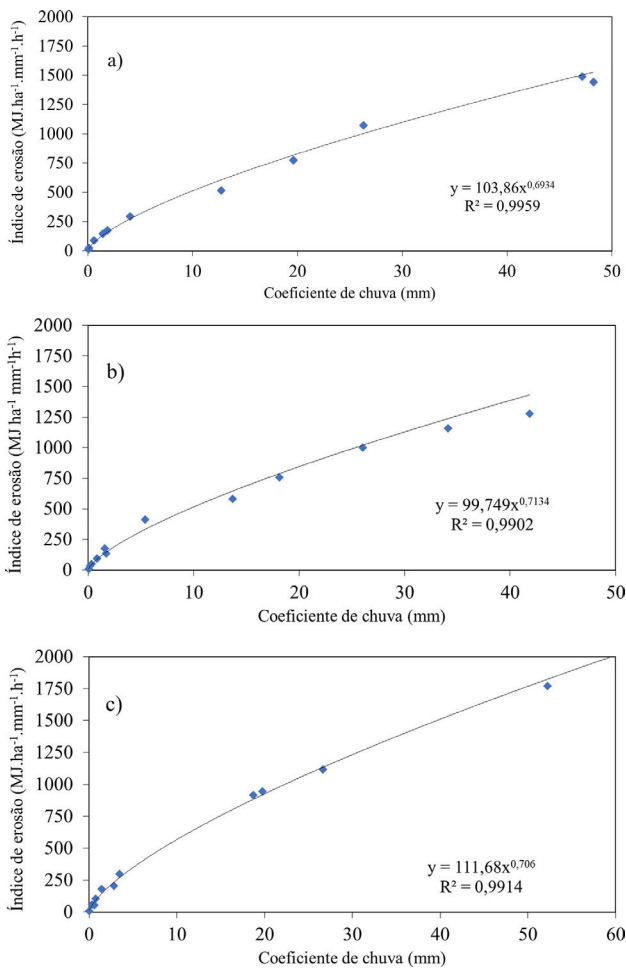 2000
1750
1500
1250
1000
750
500
250
0
Índice de erosão (MJ.ha⁻¹.mm⁻¹.h⁻¹)
a)
y = 103,86x^0,6934
R² = 0,9959
0 10 20 30 40 50
Coeficiente de chuva (mm)
2000
1750
1500
1250
1000
750
500
250
0
Índice de erosão (MJ ha⁻¹ mm⁻¹h⁻¹)
b)
y = 99,749x^0,7134
R² = 0,9902
0 10 20 30 40 50
Coeficiente de chuva (mm)
2000
1750
1500
1250
1000
750
500
250
0
Índice de erosão (MJ.ha⁻¹.mm⁻¹.h⁻¹)
c)
y = 111,68x^0,706
R² = 0,9914
0 10 20 30 40 50 60
Coeficiente de chuva (mm)